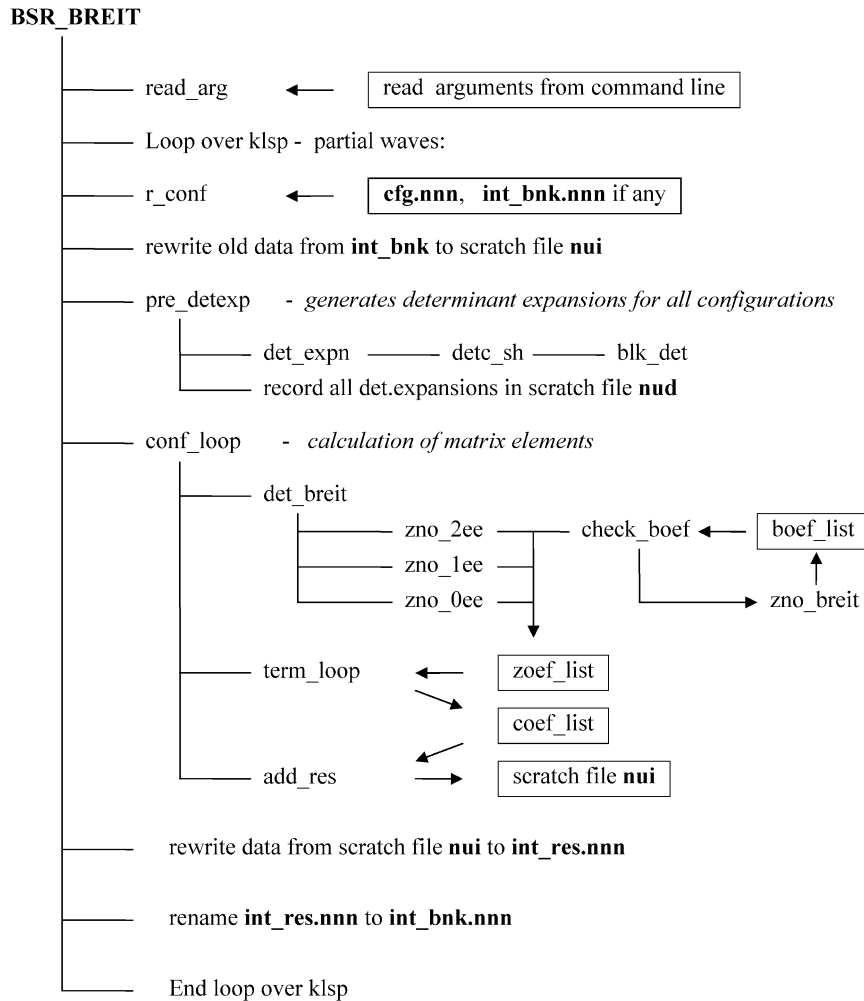 BSR_BREIT
read_arg read arguments from command line
Loop over klsp - partial waves:
r_conf cfg.nnn, int_bnk.nnn if any
rewrite old data from int_bnk to scratch file nui
pre_detexp - generates determinant expansions for all configurations
det_expn detc_sh blk_det
record all det.expansions in scratch file nud
conf_loop - calculation of matrix elements
det_breit
zno_2ee check_boef boef_list
zno_1ee
zno_0ee zno_breit
term_loop zoef_list
coef_list
add_res scratch file nui
rewrite data from scratch file nui to int_res.nnn
rename int_res.nnn to int_bnk.nnn
End loop over klsp